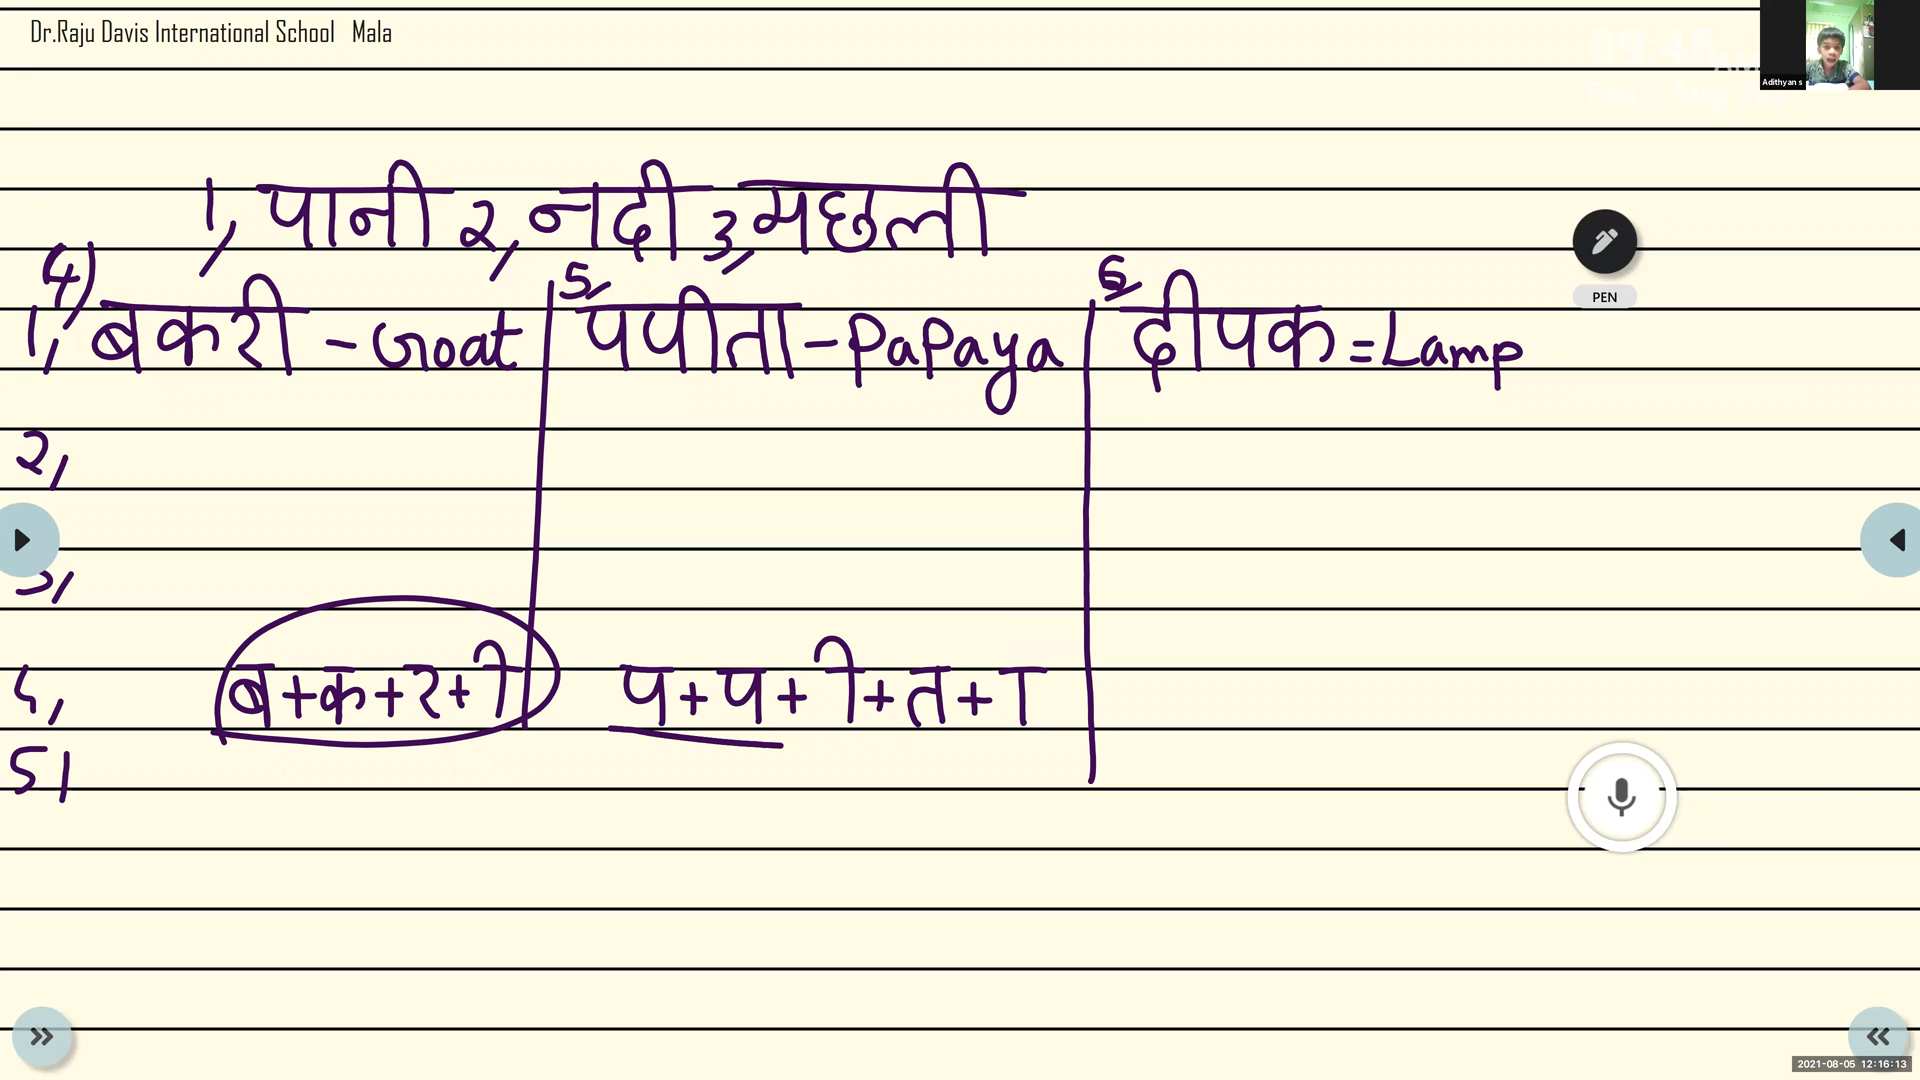 Dr.Raju Davis International School Mala
Adithyan s
1, पानी 2, नदी 3, मछली
4) 5, 6,
1, बकरी - Goat पपीता - Papaya दीपक = Lamp
PEN
2,
3,
ब+क+र+ी प+प+ी+त+ा
4,
5)
2021-08-05 12:16:13